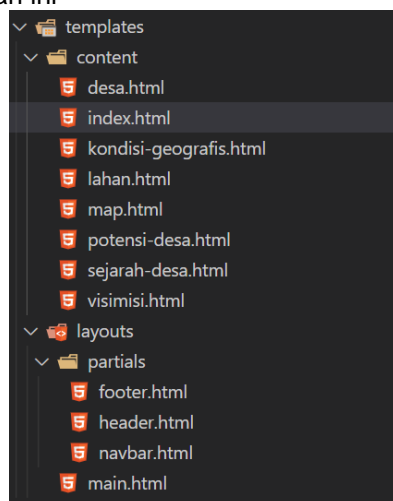 templates
content
desa.html
index.html
kondisi-geografis.html
lahan.html
map.html
potensi-desa.html
sejarah-desa.html
visimisi.html
layouts
partials
footer.html
header.html
navbar.html
main.html